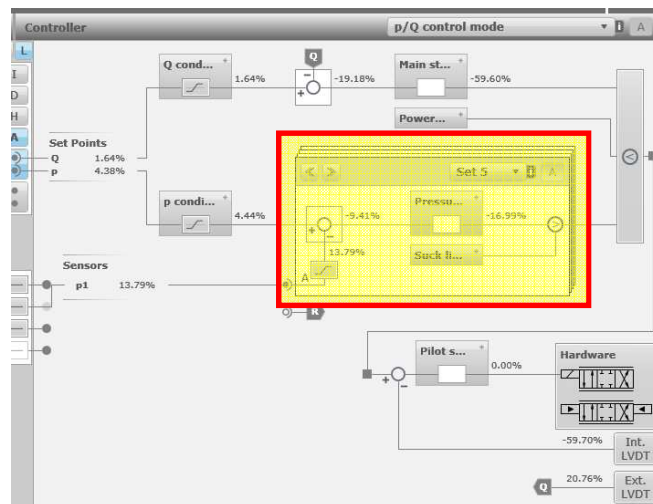 Controller p/Q control mode A
L
I
D
H
A
Q cond... 1.64% Q -19.18% Main st... -59.60%
Power...
Set Points
Q 1.64%
p 4.38%
Set 5 A
p condi... 4.44% -9.41% Pressu... -16.99%
13.79% Suck li...
A
Sensors
p1 13.79%
R
Pilot s... 0.00% Hardware
-59.70% Int. LVDT
Q 20.76% Ext. LVDT